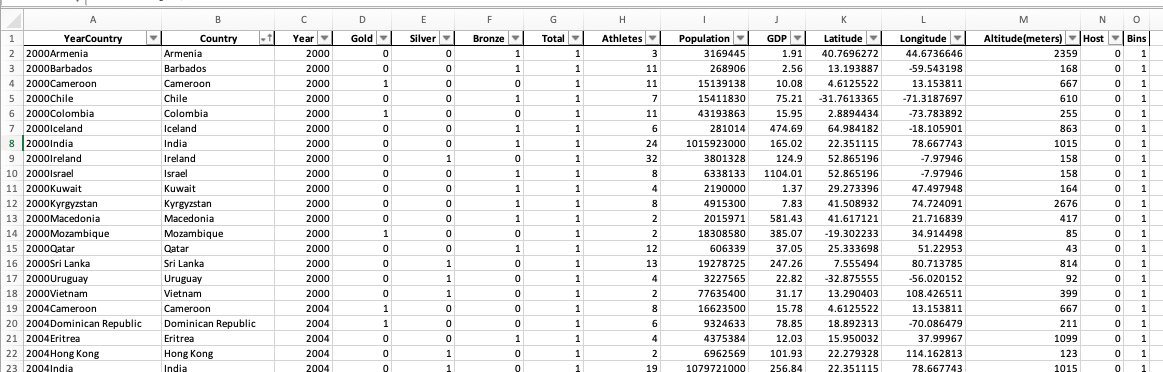 A B C D E F G H I J K L M N O
1 YearCountry Country Year Gold Silver Bronze Total Athletes Population GDP Latitude Longitude Altitude(meters) Host Bins
2 2000Armenia Armenia 2000 0 0 1 1 3 3169445 1.91 40.7696272 44.6736646 2359 0 1
3 2000Barbados Barbados 2000 0 0 1 1 11 268906 2.56 13.193887 -59.543198 168 0 1
4 2000Cameroon Cameroon 2000 1 0 0 1 11 15139138 10.08 4.6125522 13.153811 667 0 1
5 2000Chile Chile 2000 0 0 1 1 7 15411830 75.21 -31.7613365 -71.3187697 610 0 1
6 2000Colombia Colombia 2000 1 0 0 1 11 43193863 15.95 2.8894434 -73.783892 255 0 1
7 2000Iceland Iceland 2000 0 0 1 1 6 281014 474.69 64.984182 -18.105901 863 0 1
8 2000India India 2000 0 0 1 1 24 1015923000 165.02 22.351115 78.667743 1015 0 1
9 2000Ireland Ireland 2000 0 1 0 1 32 3801328 124.9 52.865196 -7.97946 158 0 1
10 2000Israel Israel 2000 0 0 1 1 8 6338133 1104.01 52.865196 -7.97946 158 0 1
11 2000Kuwait Kuwait 2000 0 0 1 1 4 2190000 1.37 29.273396 47.497948 164 0 1
12 2000Kyrgyzstan Kyrgyzstan 2000 0 0 1 1 8 4915300 7.83 41.508932 74.724091 2676 0 1
13 2000Macedonia Macedonia 2000 0 0 1 1 2 2015971 581.43 41.617121 21.716839 417 0 1
14 2000Mozambique Mozambique 2000 1 0 0 1 2 18308580 385.07 -19.302233 34.914498 85 0 1
15 2000Qatar Qatar 2000 0 0 1 1 12 606339 37.05 25.333698 51.22953 43 0 1
16 2000Sri Lanka Sri Lanka 2000 0 1 0 1 13 19278725 247.26 7.555494 80.713785 814 0 1
17 2000Uruguay Uruguay 2000 0 1 0 1 4 3227565 22.82 -32.875555 -56.020152 92 0 1
18 2000Vietnam Vietnam 2000 0 1 0 1 2 77635400 31.17 13.290403 108.426511 399 0 1
19 2004Cameroon Cameroon 2004 1 0 0 1 8 16623500 15.78 4.6125522 13.153811 667 0 1
20 2004Dominican Republic Dominican Republic 2004 1 0 0 1 6 9324633 78.85 18.892313 -70.086479 211 0 1
21 2004Eritrea Eritrea 2004 0 0 1 1 4 4375384 12.03 15.950032 37.99967 1099 0 1
22 2004Hong Kong Hong Kong 2004 0 1 0 1 2 6962569 101.93 22.279328 114.162813 123 0 1
23 2004India India 2004 0 1 0 1 19 1079721000 256.84 22.351115 78.667743 1015 0 1